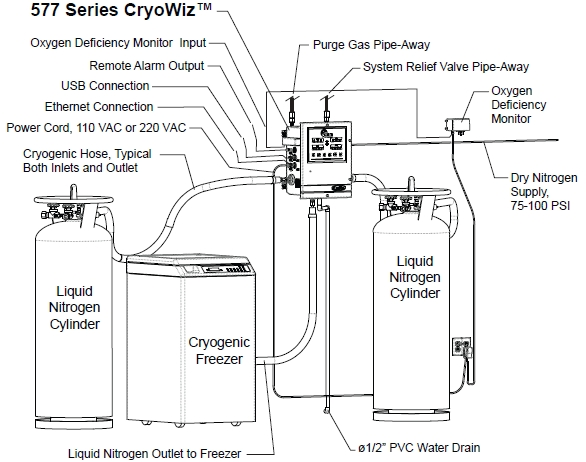 577 Series CryoWiz™
Oxygen Deficiency Monitor Input
Remote Alarm Output
USB Connection
Ethernet Connection
Power Cord, 110 VAC or 220 VAC
Cryogenic Hose, Typical
Both Inlets and Outlet
Purge Gas Pipe-Away
System Relief Valve Pipe-Away
Oxygen
Deficiency
Monitor
Dry Nitrogen
Supply,
75-100 PSI
Liquid
Nitrogen
Cylinder
Cryogenic
Freezer
Liquid
Nitrogen
Cylinder
Liquid Nitrogen Outlet to Freezer
ø1/2" PVC Water Drain